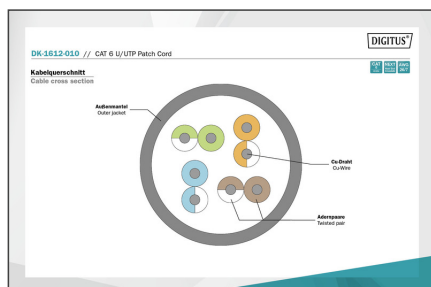 DIGITUS®
DK-1612-010 // CAT 6 U/UTP Patch Cord
Kabelquerschnitt
Cable cross section
Außenmantel
Outer jacket
Cu-Draht
Cu-Wire
Adernpaare
Twisted pair